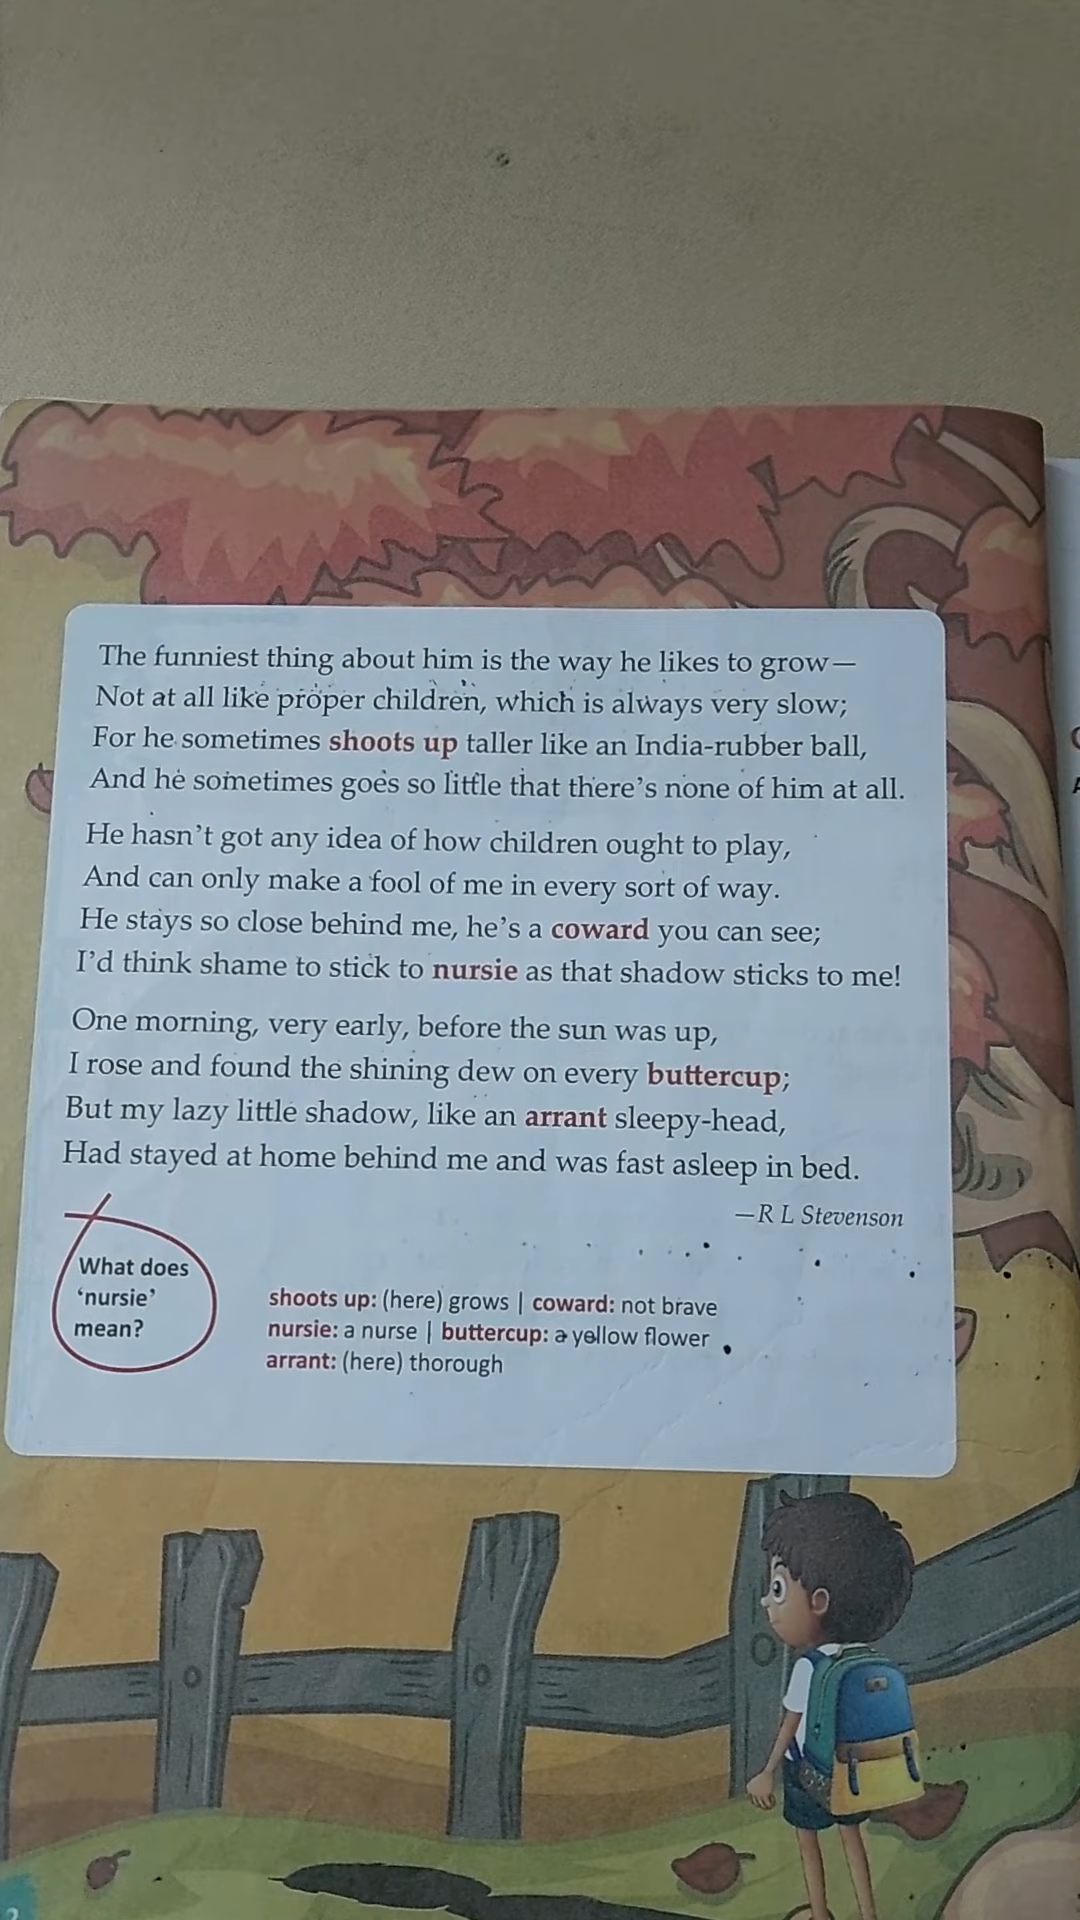 The funniest thing about him is the way he likes to grow—
Not at all like proper children, which is always very slow;
For he sometimes shoots up taller like an India-rubber ball,
And he sometimes goes so little that there's none of him at all.
He hasn't got any idea of how children ought to play,
And can only make a fool of me in every sort of way.
He stays so close behind me, he's a coward you can see;
I'd think shame to stick to nursie as that shadow sticks to me!
One morning, very early, before the sun was up,
I rose and found the shining dew on every buttercup;
But my lazy little shadow, like an arrant sleepy-head,
Had stayed at home behind me and was fast asleep in bed.
—R L Stevenson
What does
‘nursie’
mean?
shoots up: (here) grows | coward: not brave
nursie: a nurse | buttercup: a yellow flower
arrant: (here) thorough